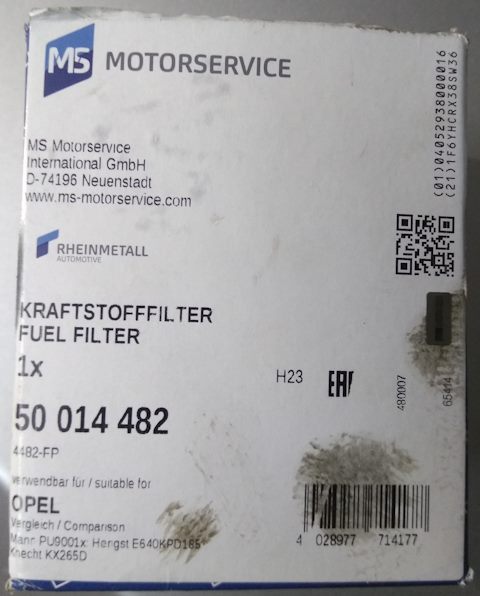 MS MOTORSERVICE
(01)04052938000016
(21)1F6YHCRX38SW36
MS Motorservice
International GmbH
D-74196 Neuenstadt
www.ms-motorservice.com
RHEINMETALL
AUTOMOTIVE
KRAFTSTOFFFILTER
FUEL FILTER
1x
H23 EAC
480007
50 014 482
4482-FP
verwendbar für / suitable for
OPEL
Vergleich / Comparison
Mann: PU9001x; Hengst E640KPD185
Knecht KX265D
4 028977 714177